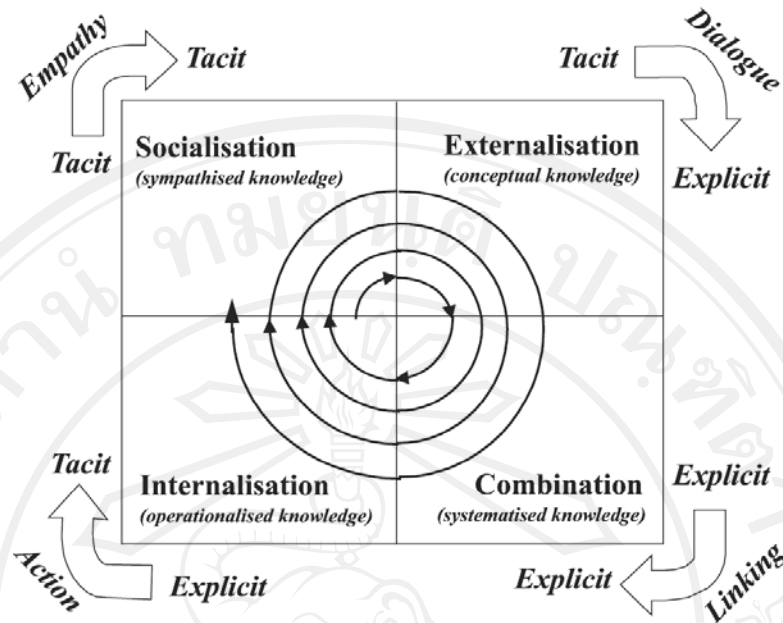 Empathy
Tacit
Tacit
Tacit
Dialogue
Explicit
Socialisation
(sympathised knowledge)
Externalisation
(conceptual knowledge)
Internalisation
(operationalised knowledge)
Combination
(systematised knowledge)
Tacit
Action
Explicit
Explicit
Linking
Explicit